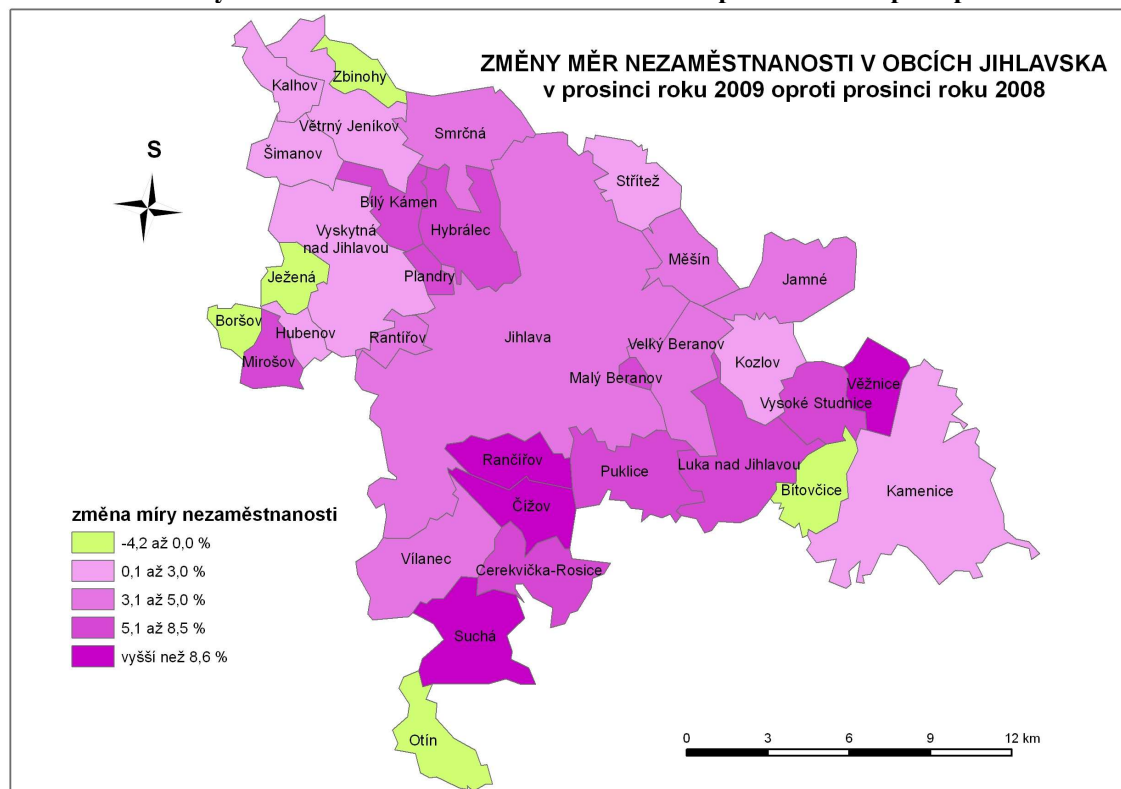 ZMĚNY MĚR NEZAMĚSTNANOSTI V OBCÍCH JIHLAVSKA
v prosinci roku 2009 oproti prosinci roku 2008
S
Zbinohy
Kalhov
Větrný Jeníkov
Smrčná
Šimanov
Střítež
Bílý Kámen
Hybrálec
Vyskytná
nad Jihlavou
Měšín
Ježená
Plandry
Jamné
Boršov
Hubenov
Rantířov
Jihlava
Velký Beranov
Mirošov
Kozlov
Malý Beranov
Věžnice
Vysoké Studnice
Rančířov
Puklice
Luka nad Jihlavou
Bítovčice
Kamenice
Čížov
změna míry nezaměstnanosti
-4,2 až 0,0 %
0,1 až 3,0 %
3,1 až 5,0 %
5,1 až 8,5 %
vyšší než 8,6 %
Vílanec
Cerekvička-Rosice
Suchá
Otín
0 3 6 9 12 km